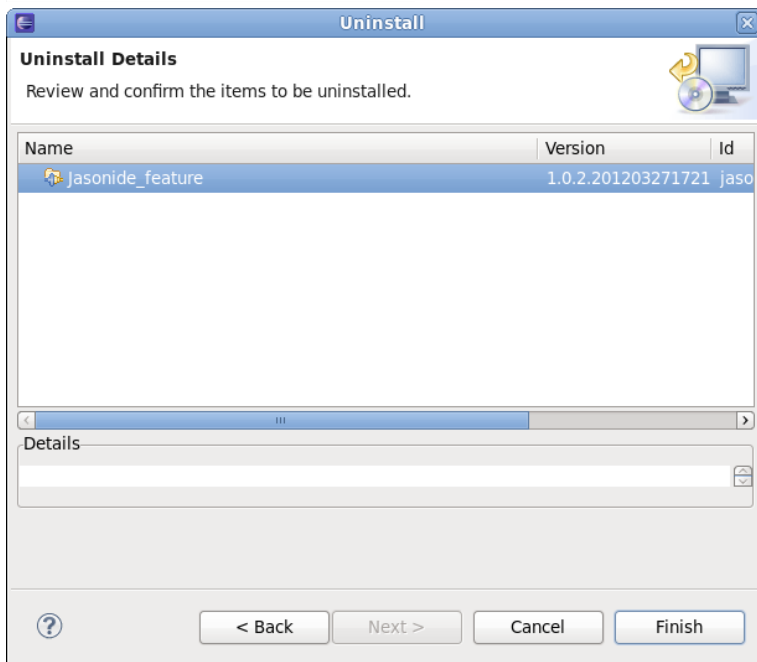 Uninstall
Uninstall Details
Review and confirm the items to be uninstalled.
Name Version Id
Jasonide_feature 1.0.2.201203271721 jaso
Details
< Back Next > Cancel Finish